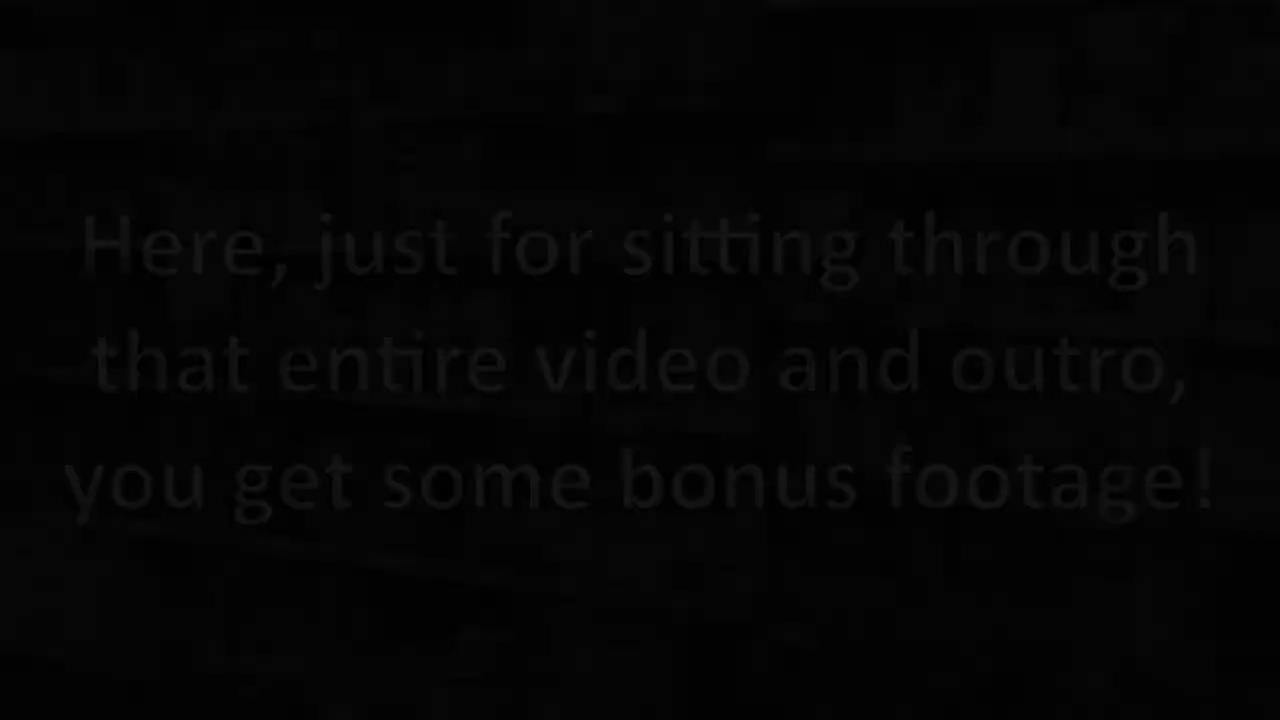 Here, just for sitting through
that entire video and outro,
you get some bonus footage!